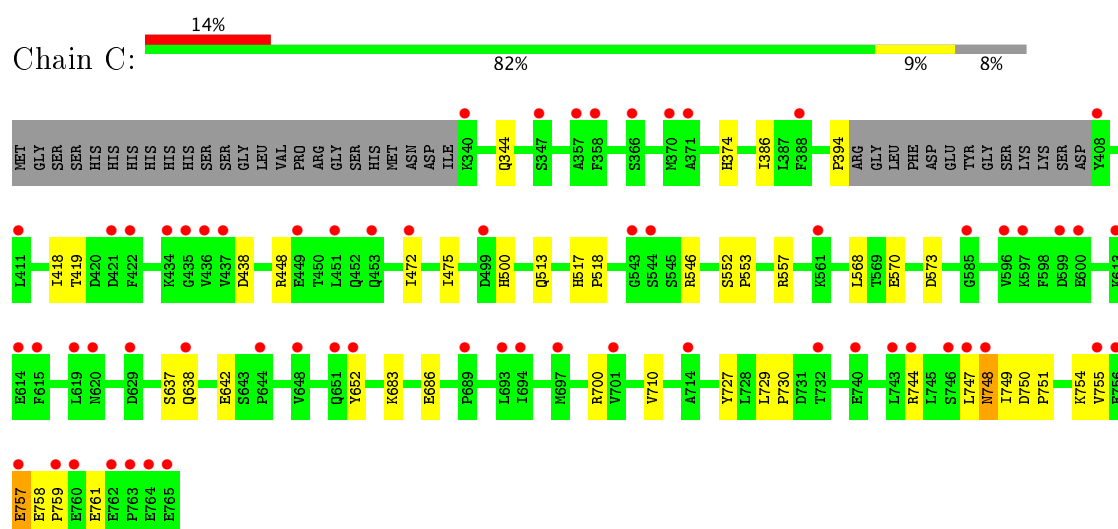 14%
Chain C:
82% 9% 8%
MET GLY SER SER HIS HIS HIS HIS HIS HIS SER SER GLY LEU VAL PRO ARG GLY SER HIS MET ASN ASP ILE K340 Q344 S347 A357 F358 S366 M370 A371 H374 I386 L387 F388 P394 ARG GLY LEU PHE ASP GLU TYR GLY SER LYS LYS SER ASP Y408
L411 I418 T419 D420 D421 F422 K434 G435 V436 V437 D438 R448 E449 T450 L451 Q452 Q453 I472 I475 D499 H500 Q513 H517 P518 G543 S544 S545 R546 S552 P553 R557 K561 L568 T569 E570 D573 G585 V596 K597 F598 D599 E600 K613
E614 F615 L619 N620 D629 S637 Q638 E642 S643 P644 V648 Q651 Y652 K683 E686 P689 L693 I694 M697 R700 V701 V710 A714 Y727 L728 L729 P730 D731 T732 E740 L743 R744 L745 S746 L747 N748 I749 D750 P751 K754 V755 E756
E757 E758 P759 E760 E761 E762 P763 E764 E765